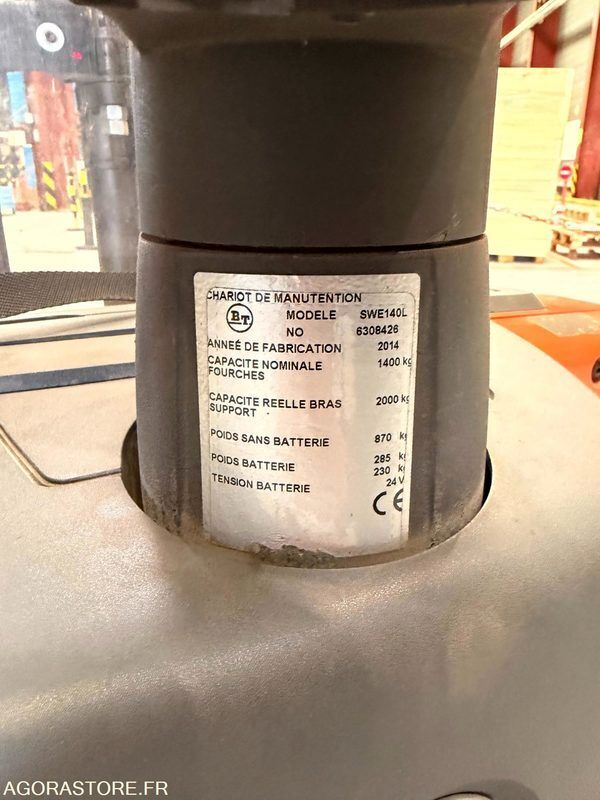 CHARIOT DE MANUTENTION
BT MODELE SWE140L
NO 6308426
ANNEÉ DE FABRICATION 2014
CAPACITE NOMINALE 1400 kg
FOURCHES
CAPACITE REELLE BRAS 2000 kg
SUPPORT
POIDS SANS BATTERIE 870 kg
POIDS BATTERIE 285 kg
230 kg
TENSION BATTERIE 24 V
CE
AGORASTORE.FR